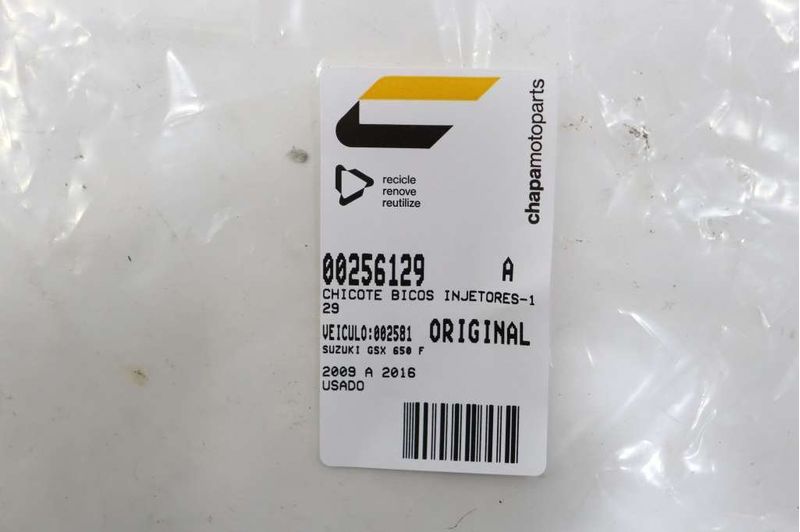 chapamotoparts
recicle
renove
reutilize
00256129 A
CHICOTE BICOS INJETORES-1
29
VEICULO:002581 ORIGINAL
SUZUKI GSX 650 F
2009 A 2016
USADO